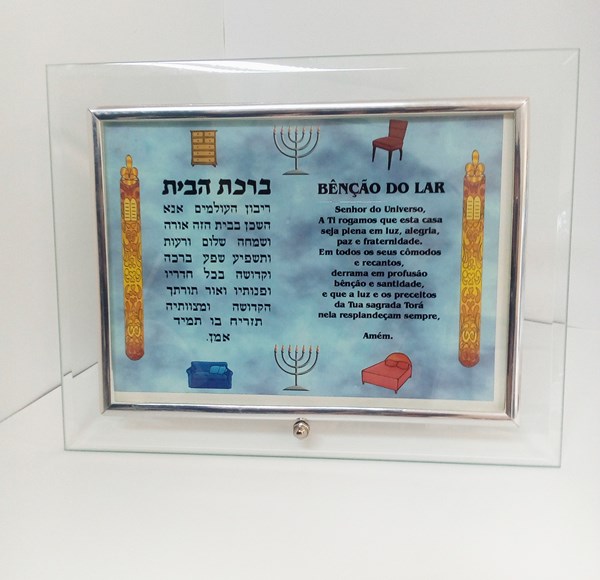 ברכת הבית
ריבון העולמים אנא
השכן בבית הזה אורה
ושמחה שלום ורעות
ותשפיע שפע ברכה
וקדושה בכל חדריו
ופנותיו ואור תורתך
הקדושה ומצוותיה
תזריח בו תמיד
אמן.
BÊNÇÃO DO LAR
Senhor do Universo,
A Ti rogamos que esta casa
seja plena em luz, alegria,
paz e fraternidade.
Em todos os seus cômodos
e recantos,
derrama em profusão
bênção e santidade,
e que a luz e os preceitos
da Tua sagrada Torá
nela resplandeçam sempre,
Amém.